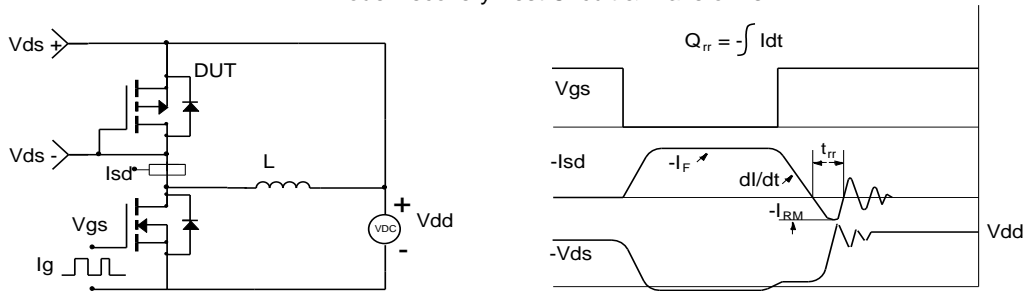 Vds +
DUT
Vds -
Isd
L
Vgs
Ig
+
VDC
-
Vdd
Qrr = -∫ Idt
Vgs
-Isd
-IF
trr
dI/dt
-IRM
Vdd
-Vds